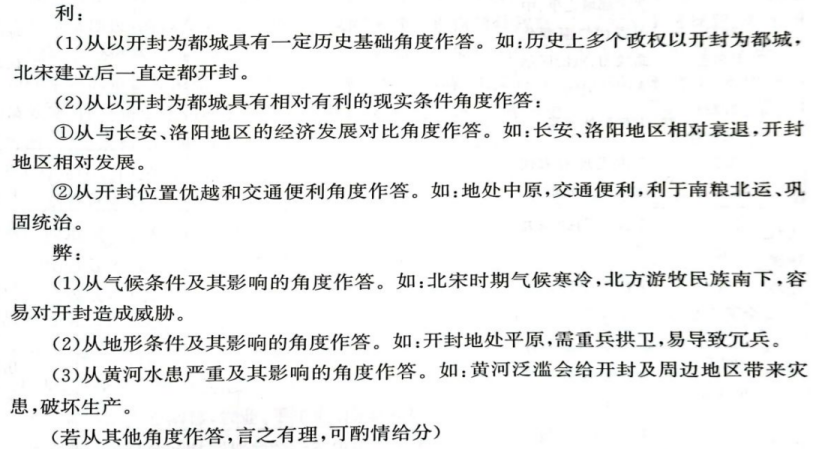 利：
(1)从以开封为都城具有一定历史基础角度作答。如：历史上多个政权以开封为都城，
北宋建立后一直定都开封。
(2)从以开封为都城具有相对有利的现实条件角度作答：
①从与长安、洛阳地区的经济发展对比角度作答。如：长安、洛阳地区相对衰退，开封
地区相对发展。
②从开封位置优越和交通便利角度作答。如：地处中原，交通便利，利于南粮北运、巩
固统治。
弊：
(1)从气候条件及其影响的角度作答。如：北宋时期气候寒冷，北方游牧民族南下，容
易对开封造成威胁。
(2)从地形条件及其影响的角度作答。如：开封地处平原，需重兵拱卫，易导致冗兵。
(3)从黄河水患严重及其影响的角度作答。如：黄河泛滥会给开封及周边地区带来灾
患，破坏生产。
(若从其他角度作答，言之有理，可酌情给分)